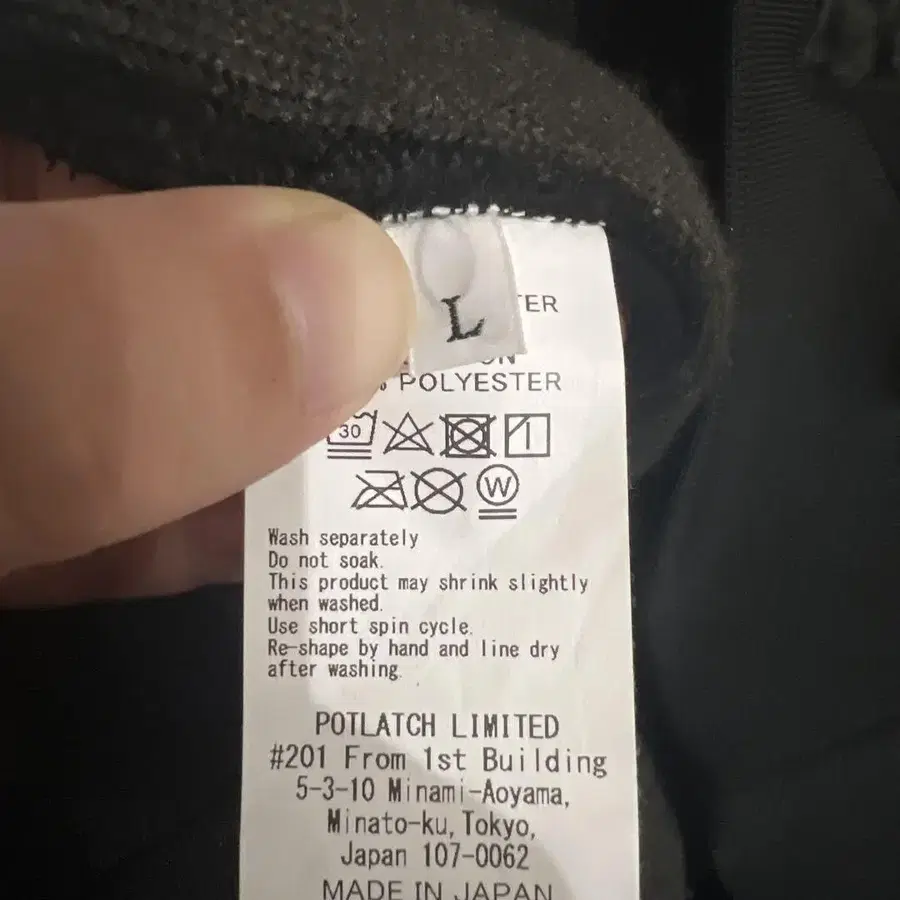 L
POLYESTER
30
W
Wash separately
Do not soak.
This product may shrink slightly
when washed.
Use short spin cycle.
Re-shape by hand and line dry
after washing.
POTLATCH LIMITED
#201 From 1st Building
5-3-10 Minami-Aoyama,
Minato-ku,Tokyo,
Japan 107-0062
MADE IN JAPAN